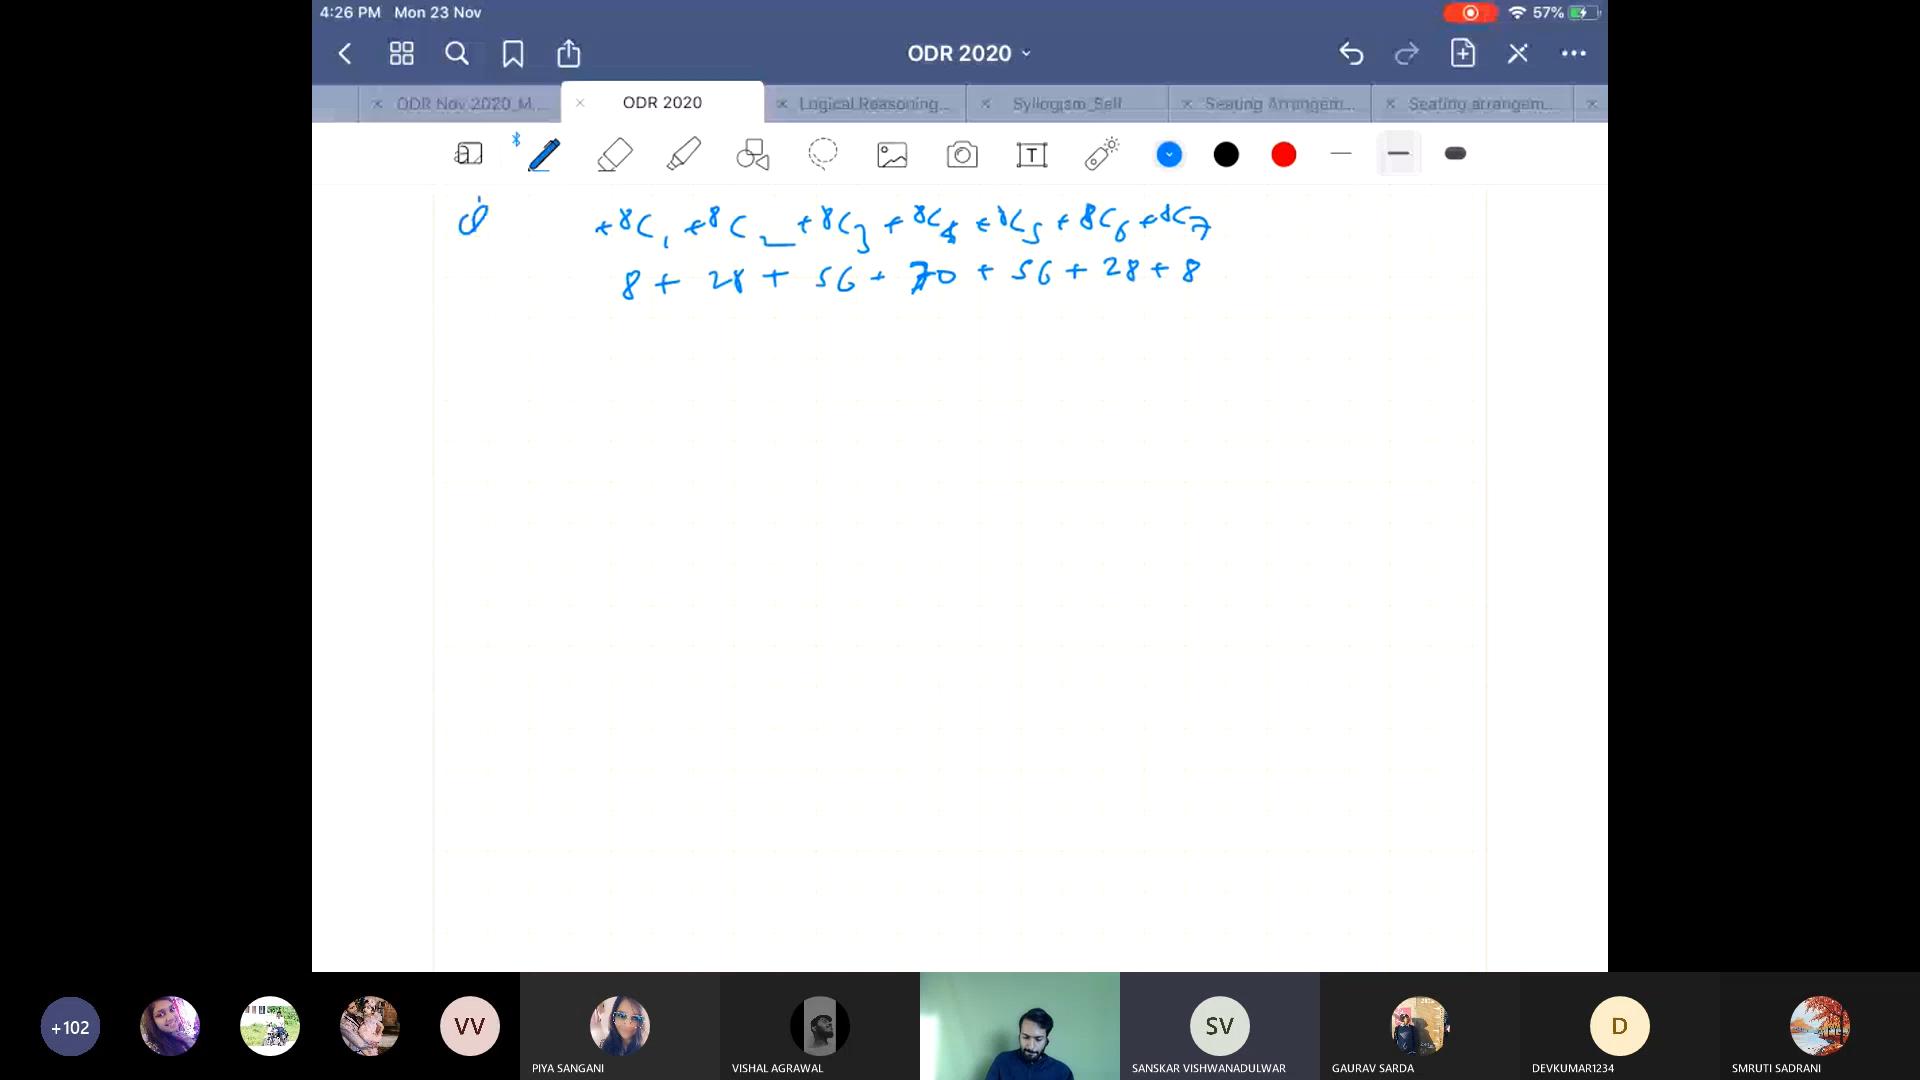 4:26 PM Mon 23 Nov
57%
ODR 2020
ODR Nov 2020_M...
ODR 2020
Logical Reasoning...
Syllogism_Self
Seating Arrangem...
Seating arrangem...
+8C1 +8C2 +8C3 +8C4 +8C5 +8C6 +8C7
8 + 28 + 56 + 70 + 56 + 28 + 8
+102
VV
SV
D
PIYA SANGANI
VISHAL AGRAWAL
SANSKAR VISHWANADULWAR
GAURAV SARDA
DEVKUMAR1234
SMRUTI SADRANI